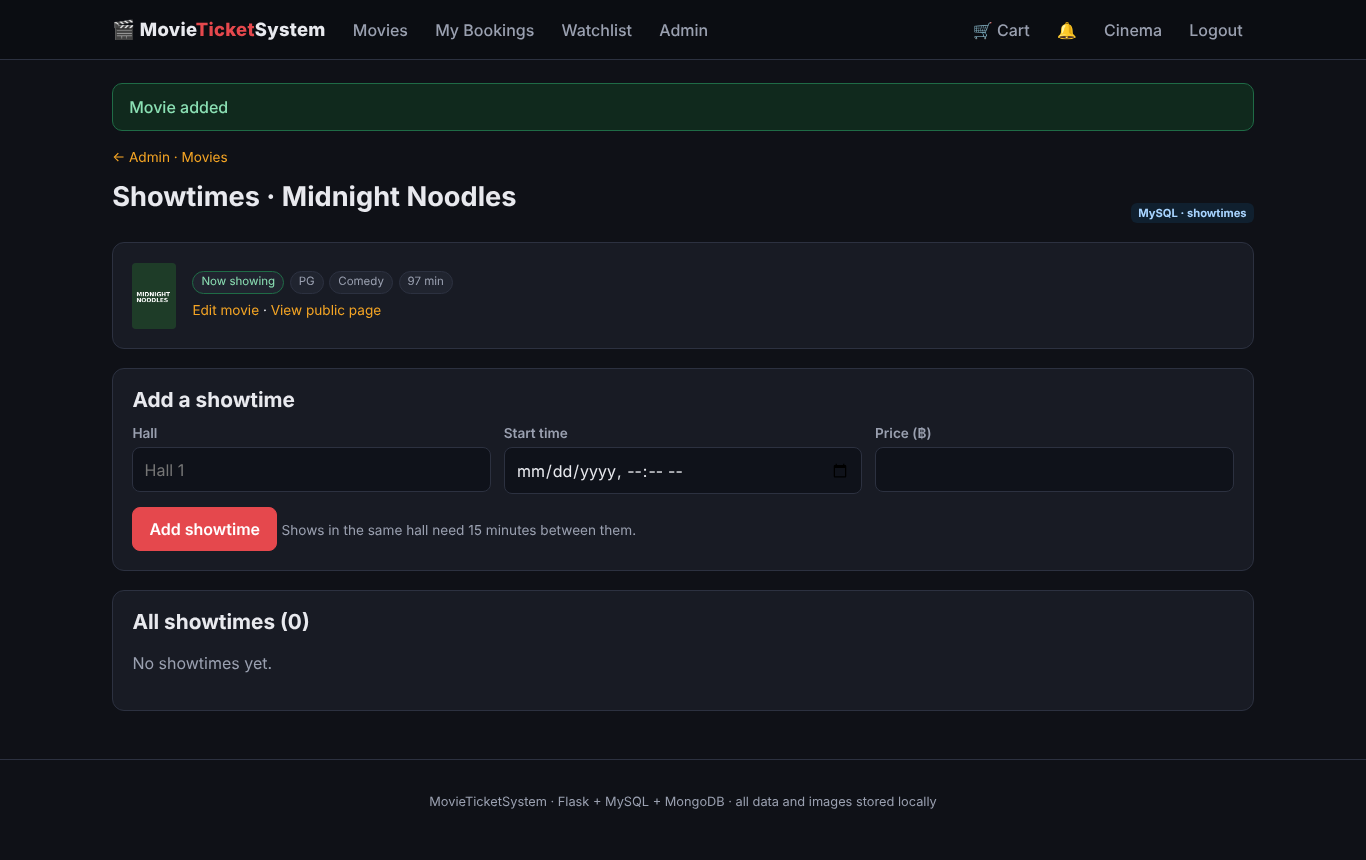 🎬 MovieTicketSystem Movies My Bookings Watchlist Admin 🛒 Cart 🔔 Cinema Logout
Movie added
← Admin · Movies
Showtimes · Midnight Noodles
MySQL · showtimes
MIDNIGHT
NOODLES
Now showing PG Comedy 97 min
Edit movie · View public page
Add a showtime
Hall Start time Price (฿)
Hall 1 mm/dd/yyyy, --:-- --
Add showtime Shows in the same hall need 15 minutes between them.
All showtimes (0)
No showtimes yet.
MovieTicketSystem · Flask + MySQL + MongoDB · all data and images stored locally